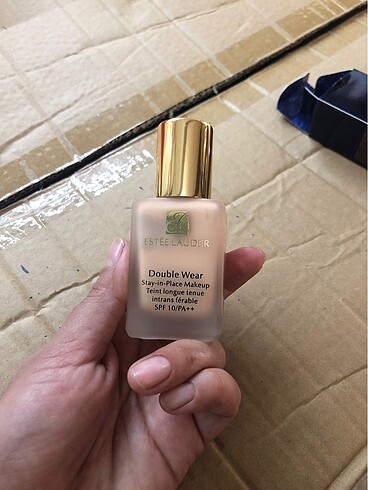 ESTĒE LAUDER
Double Wear
Stay-in-Place Makeup
Teint longue tenue
intrans férable
SPF 10/PA++